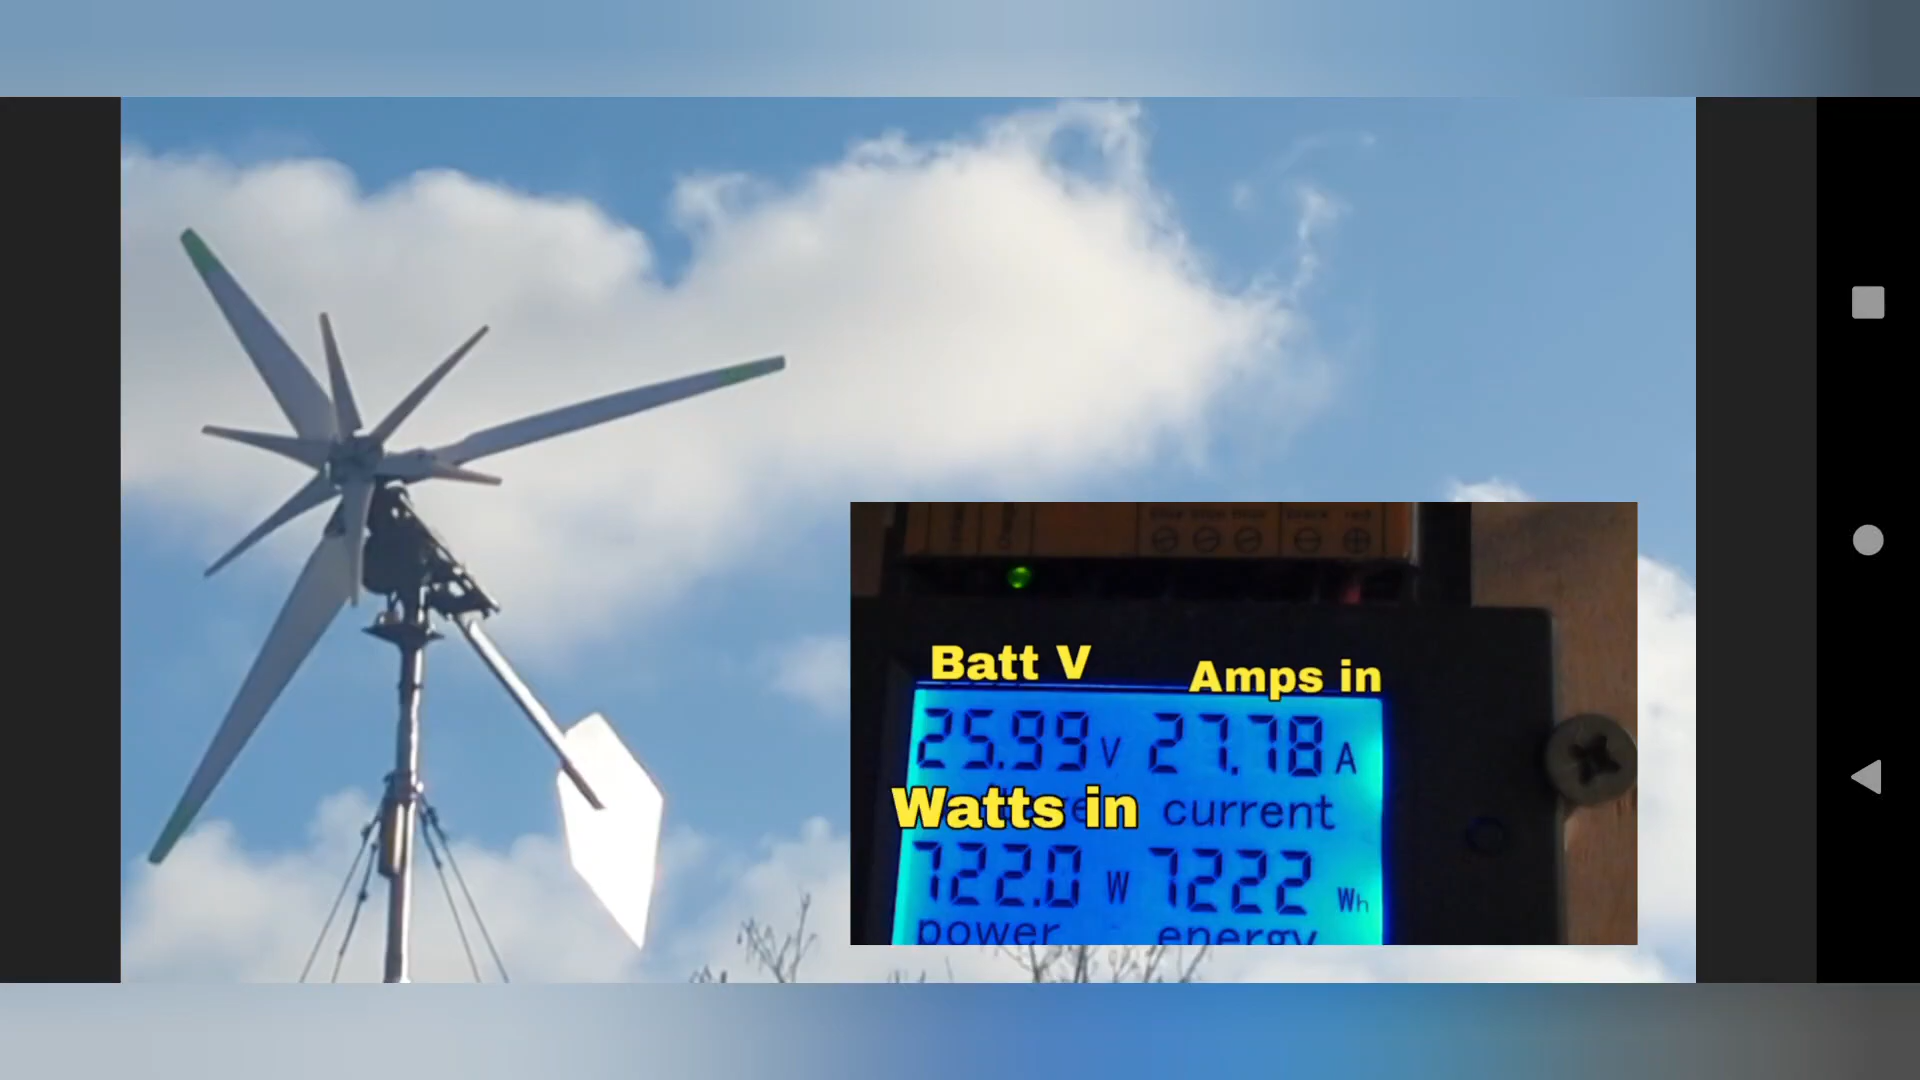 Batt V
Amps in
25.99 V 27.78 A
Watts in current
722.0 W 7222 Wh
power energy